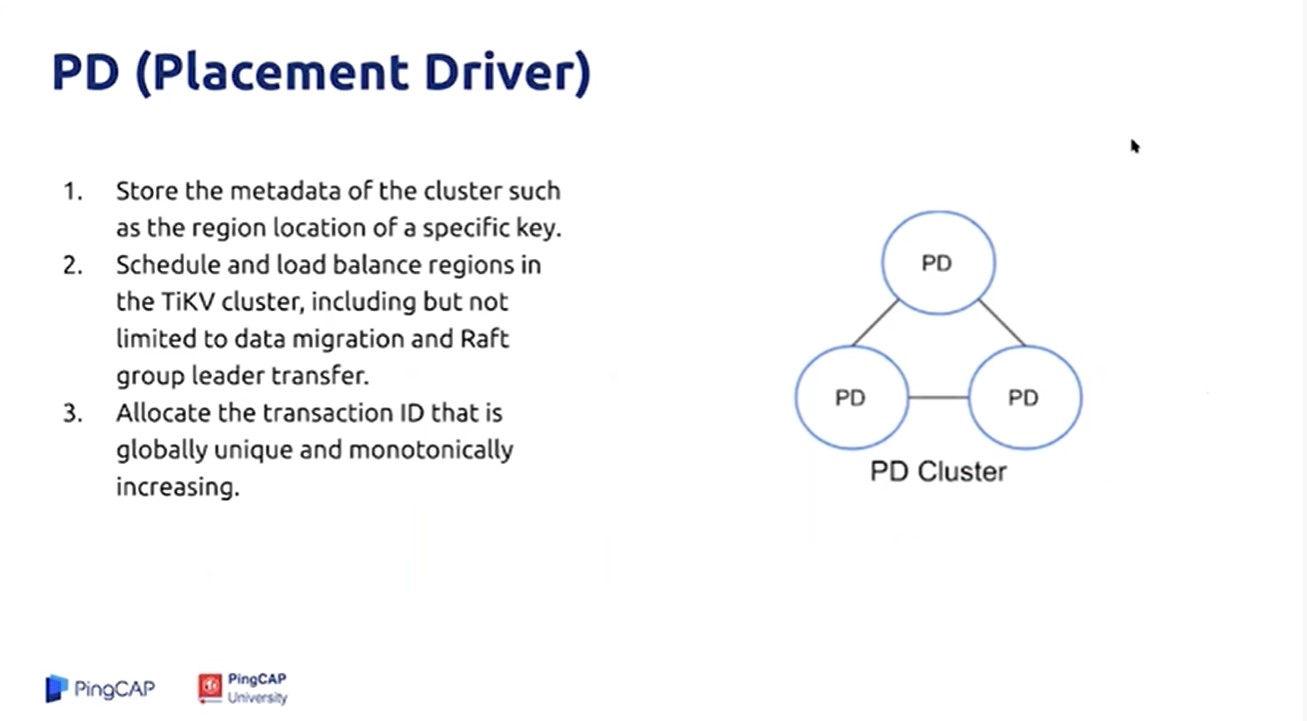 PD (Placement Driver)
1. Store the metadata of the cluster such
as the region location of a specific key.
2. Schedule and load balance regions in
the TiKV cluster, including but not
limited to data migration and Raft
group leader transfer.
3. Allocate the transaction ID that is
globally unique and monotonically
increasing.
PD
PD
PD
PD Cluster
PingCAP
PingCAP
University